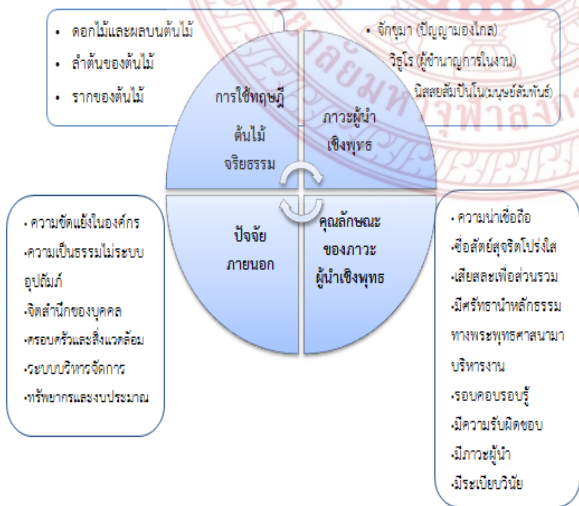 • ดอกไม้และผลบนต้นไม้
• ลำต้นของต้นไม้
• รากของต้นไม้
• จักขุมา (ปัญญามองไกล)
วิธูโร (ผู้ชำนาญการในงาน)
นิสสยสัมปันโน(มนุษย์สัมพันธ์)
การใช้ทฤษฎี
ต้นไม้
จริยธรรม
ภาวะผู้นำ
เชิงพุทธ
ปัจจัย
ภายนอก
คุณลักษณะ
ของภาวะ
ผู้นำเชิงพุทธ
•ความขัดแย้งในองค์กร
•ความเป็นธรรมไม่ระบบ
อุปถัมภ์
•จิตสำนึกของบุคคล
•ครอบครัวและสิ่งแวดล้อม
•ระบบบริหารจัดการ
•ทรัพยากรและงบประมาณ
•ความน่าเชื่อถือ
•ซื่อสัตย์สุจริตโปร่งใส
•เสียสละเพื่อส่วนรวม
•มีศรัทธานำหลักธรรม
ทางพระพุทธศาสนามา
บริหารงาน
•รอบคอบรอบรู้
•มีความรับผิดชอบ
•มีภาวะผู้นำ
•มีระเบียบวินัย